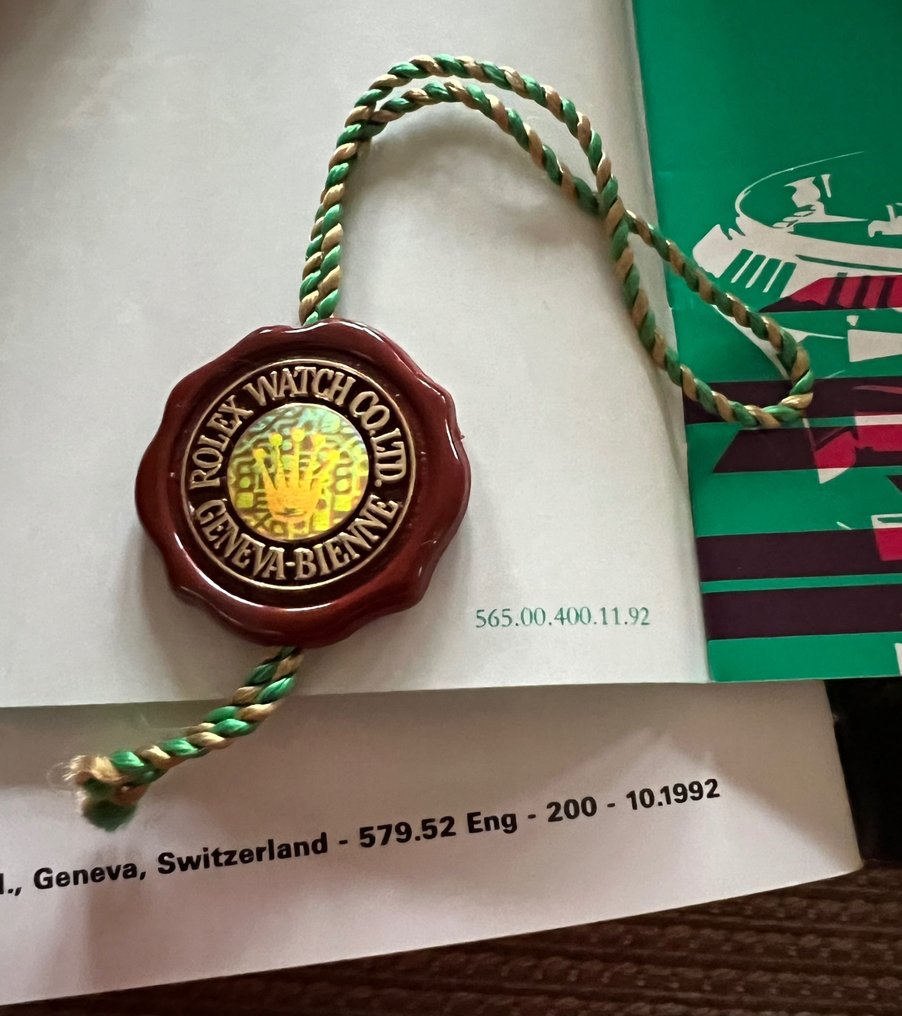 ROLEX WATCH CO. LTD.
GENEVA-BIENNE
565.00.400.11.92
Geneva, Switzerland - 579.52 Eng - 200 - 10.1992